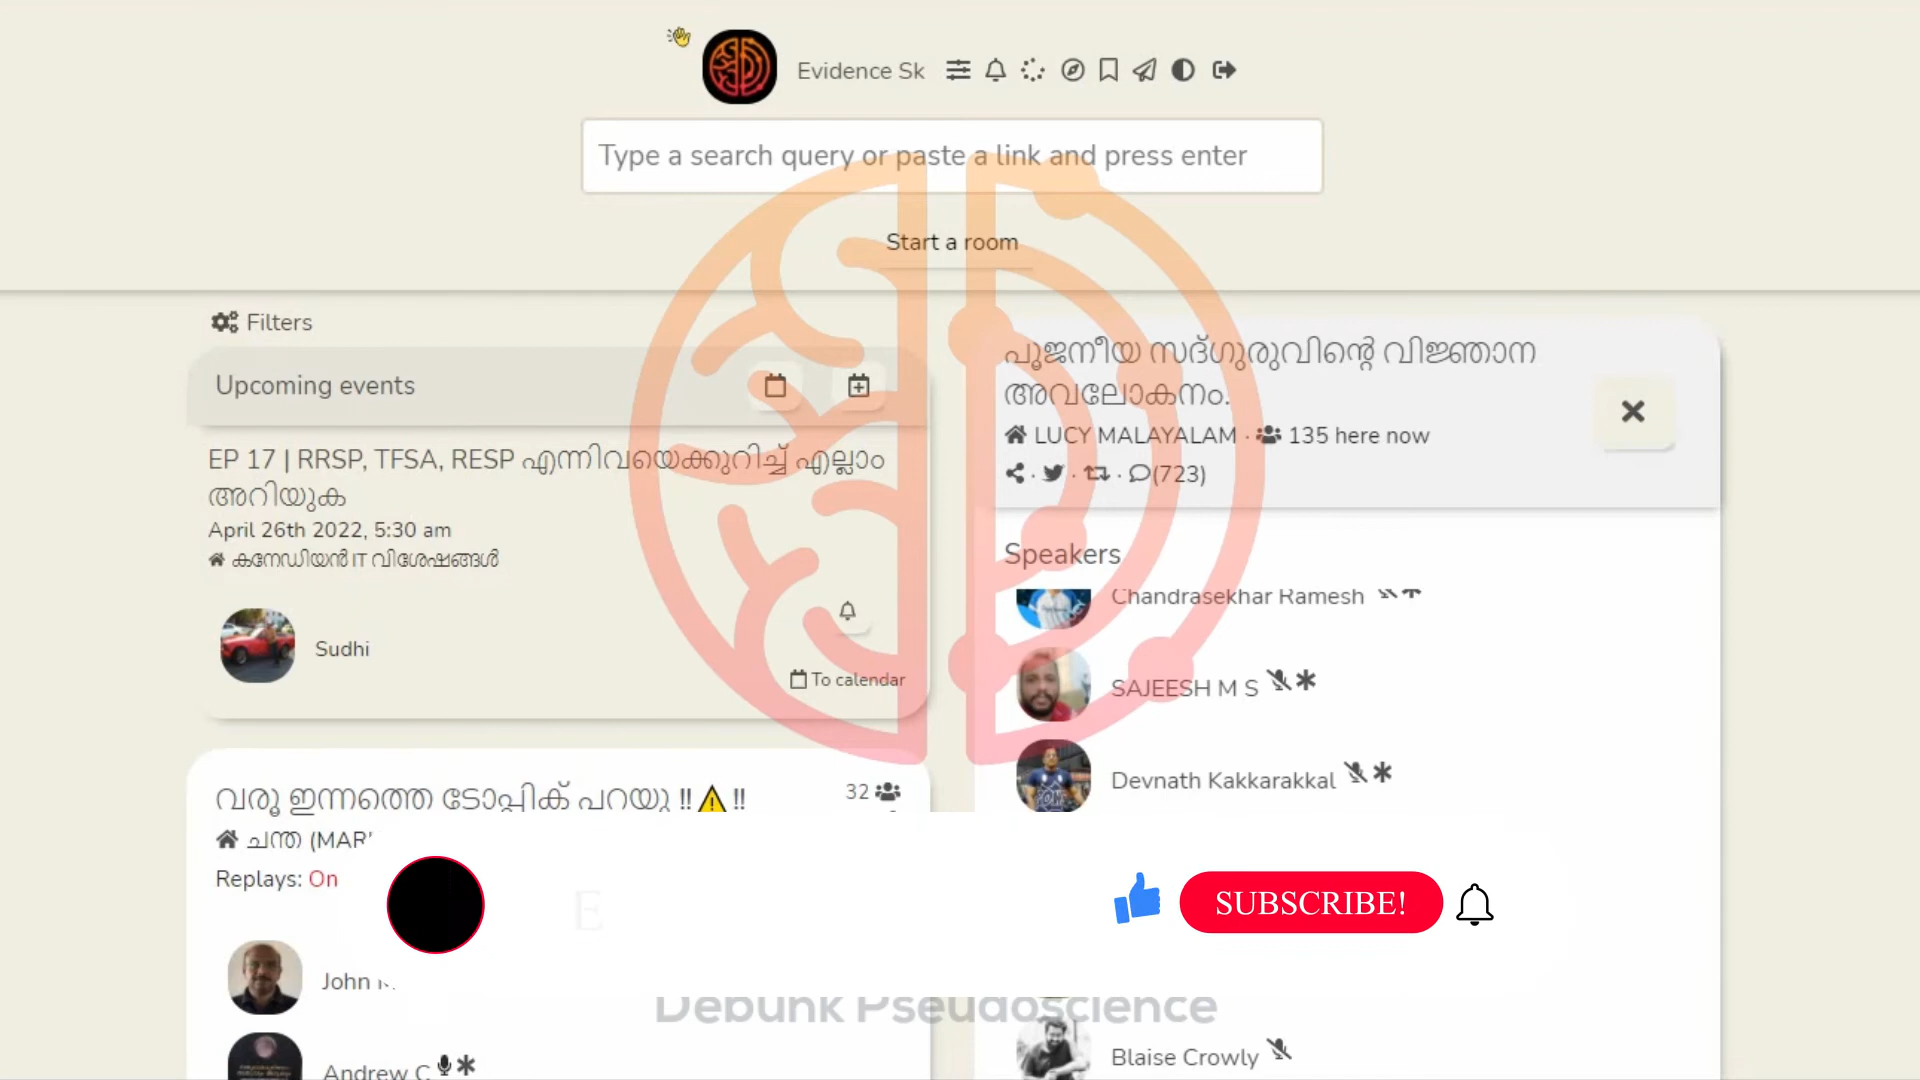 Evidence Sk
Type a search query or paste a link and press enter
Start a room
Filters
Upcoming events
EP 17 | RRSP, TFSA, RESP എന്നിവയെക്കുറിച്ച് എല്ലാം
അറിയുക
April 26th 2022, 5:30 am
കനേഡിയൻ IT വിശേഷങ്ങൾ
Sudhi
To calendar
വരൂ ഇന്നത്തെ ടോപ്പിക് പറയു !! ⚠ !!
32
ചന്ത (MAR
Replays: On
John
Andrew C
പൂജനീയ സദ്ഗുരുവിന്റെ വിജ്ഞാന
അവലോകനം.
LUCY MALAYALAM · 135 here now
(723)
Speakers
Chandrasekhar Ramesh
SAJEESH M S
Devnath Kakkarakkal
E
SUBSCRIBE!
Debunk Pseudoscience
Blaise Crowly